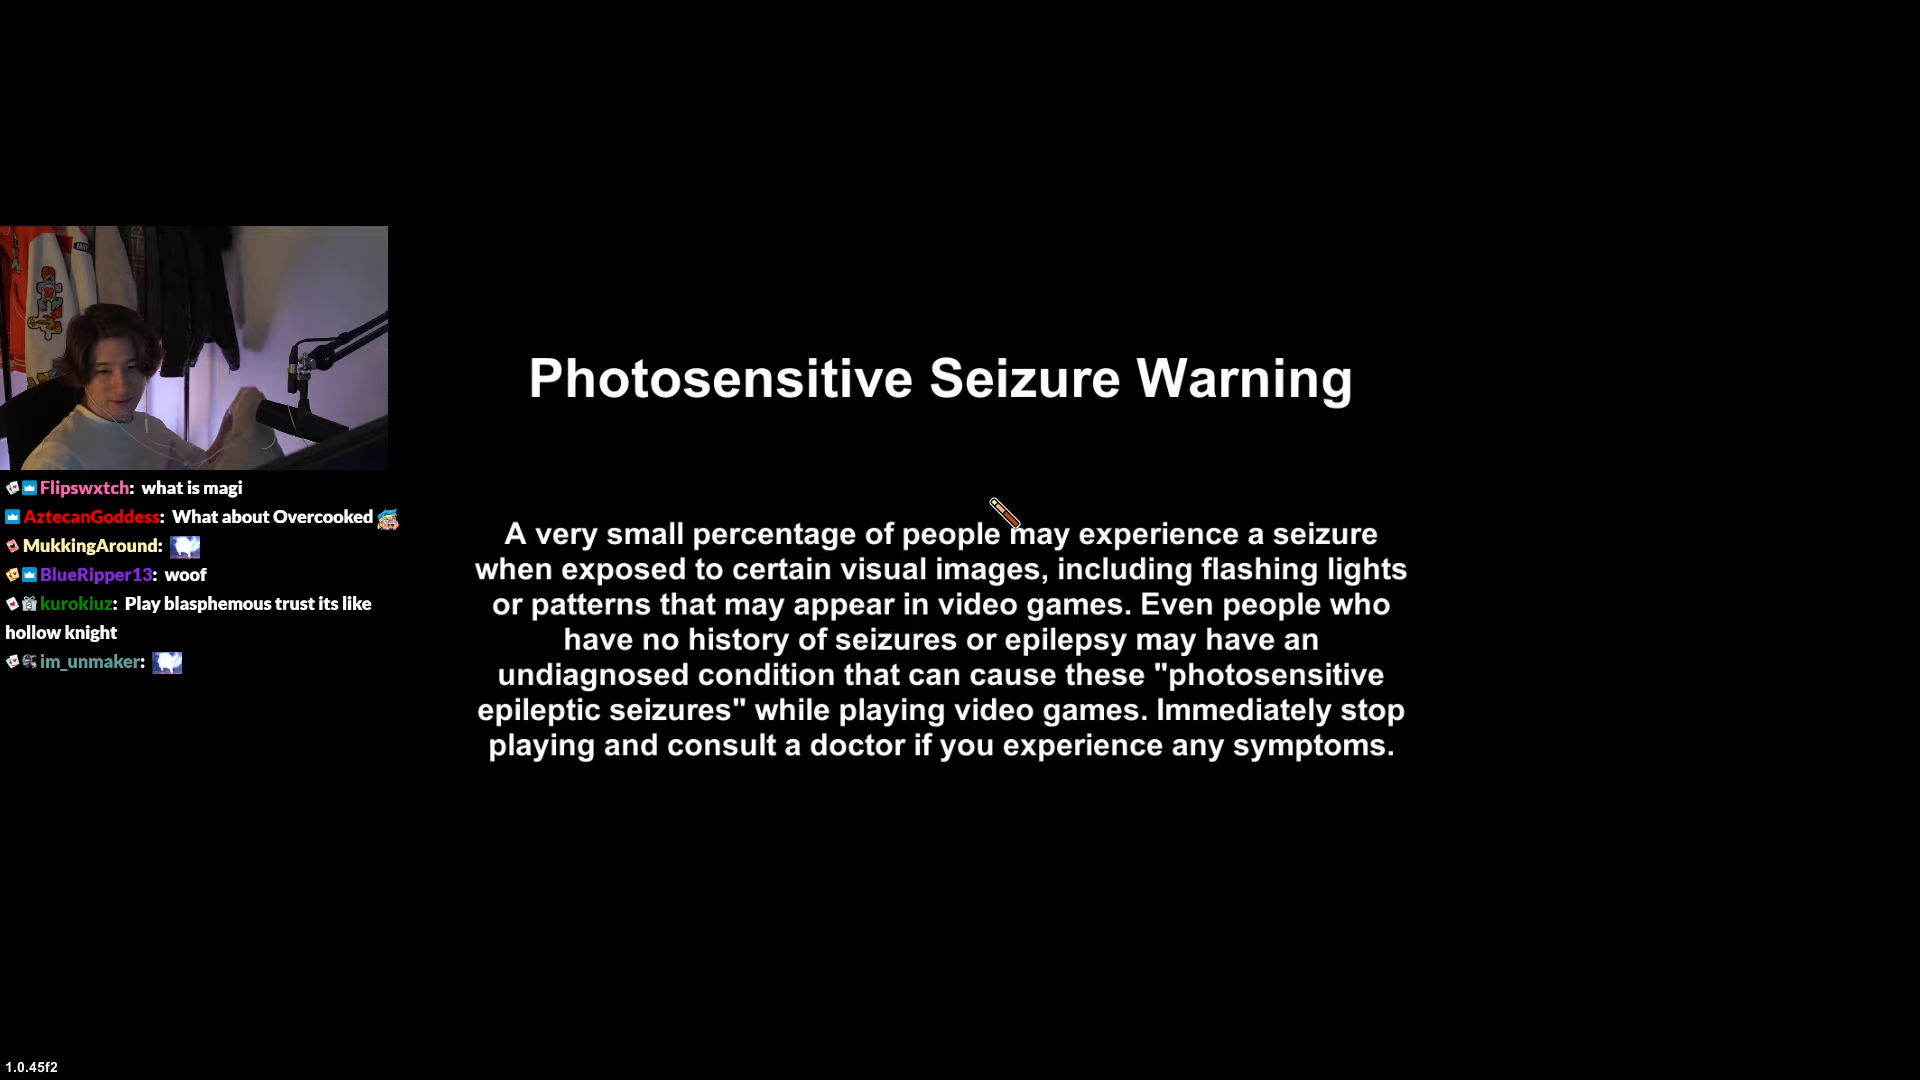 Photosensitive Seizure Warning
A very small percentage of people may experience a seizure
when exposed to certain visual images, including flashing lights
or patterns that may appear in video games. Even people who
have no history of seizures or epilepsy may have an
undiagnosed condition that can cause these "photosensitive
epileptic seizures" while playing video games. Immediately stop
playing and consult a doctor if you experience any symptoms.
Flipswxtch: what is magi
AztecanGoddess: What about Overcooked
MukkingAround:
BlueRipper13: woof
kurokiuz: Play blasphemous trust its like
hollow knight
im_unmaker:
1.0.45f2